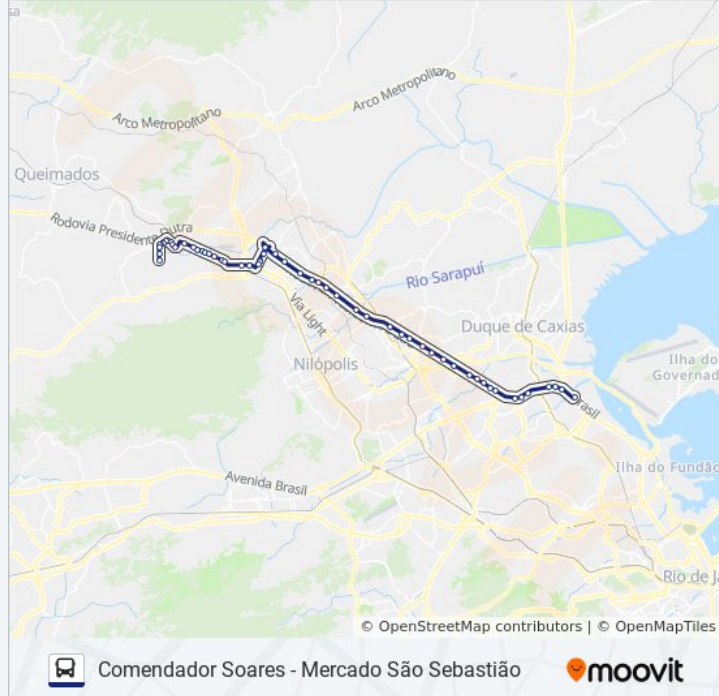 Arco Metropolitano
Arco Metropolitano
Queimados
Rodovia Presidente Dutra
Rio Sarapuí
Via Light
Duque de Caxias
Ilha do
Governad
Nilópolis
Brasil
Ilha do Fundão
Avenida Brasil
Rio de Ja
© OpenStreetMap contributors | © OpenMapTiles
Comendador Soares - Mercado São Sebastião
moovit